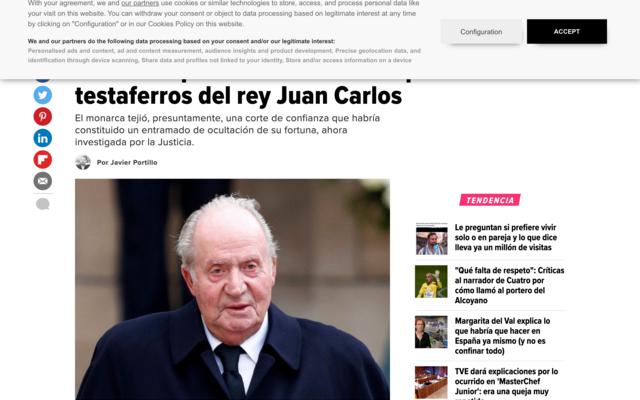 With your agreement, we and our partners use cookies or similar technologies to store, access, and process personal data like
your visit on this website. You can withdraw your consent or object to data processing based on legitimate interest at any time
by clicking on "Configuration" or in our Cookies Policy on this website.
We and our partners do the following data processing based on your consent and/or our legitimate interest:
Personalised ads and content, ad and content measurement, audience insights and product development, Precise geolocation data, and
identification through device scanning, Share data and profiles not linked to your identity, Store and/or access information on a device
Configuration
ACCEPT
testaferros del rey Juan Carlos
El monarca tejió, presuntamente, una corte de confianza que habría
constituido un entramado de ocultación de su fortuna, ahora
investigada por la Justicia.
Por Javier Portillo
TENDENCIA
Le preguntan si prefiere vivir
solo o en pareja y lo que dice
lleva ya un millón de visitas
"Qué falta de respeto": Críticas
al narrador de Cuatro por
cómo llamó al portero del
Alcoyano
Margarita del Val explica lo
que habría que hacer en
España ya mismo (y no es
confinar todo)
TVE dará explicaciones por lo
ocurrido en 'MasterChef
Junior': era una queja muy